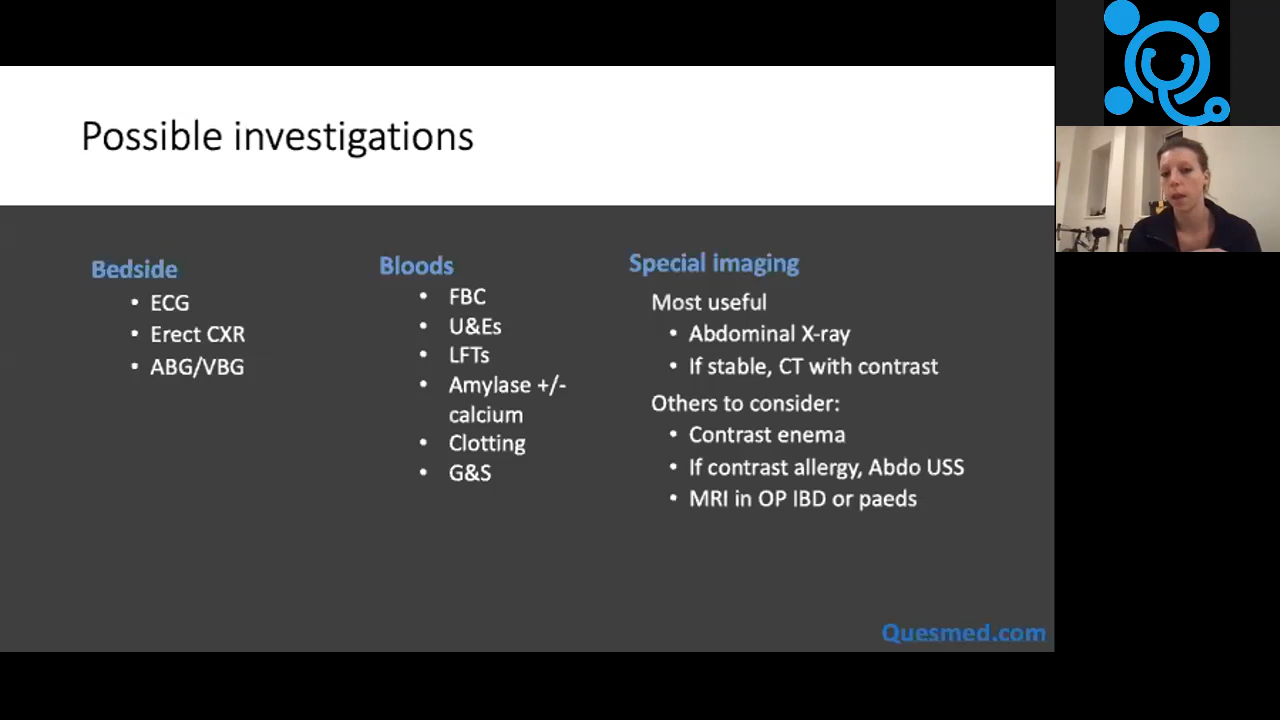 Possible investigations
Bedside
• ECG
• Erect CXR
• ABG/VBG
Bloods
• FBC
• U&Es
• LFTs
• Amylase +/-
calcium
• Clotting
• G&S
Special imaging
Most useful
• Abdominal X-ray
• If stable, CT with contrast
Others to consider:
• Contrast enema
• If contrast allergy, Abdo USS
• MRI in OP IBD or paeds
Quesmed.com